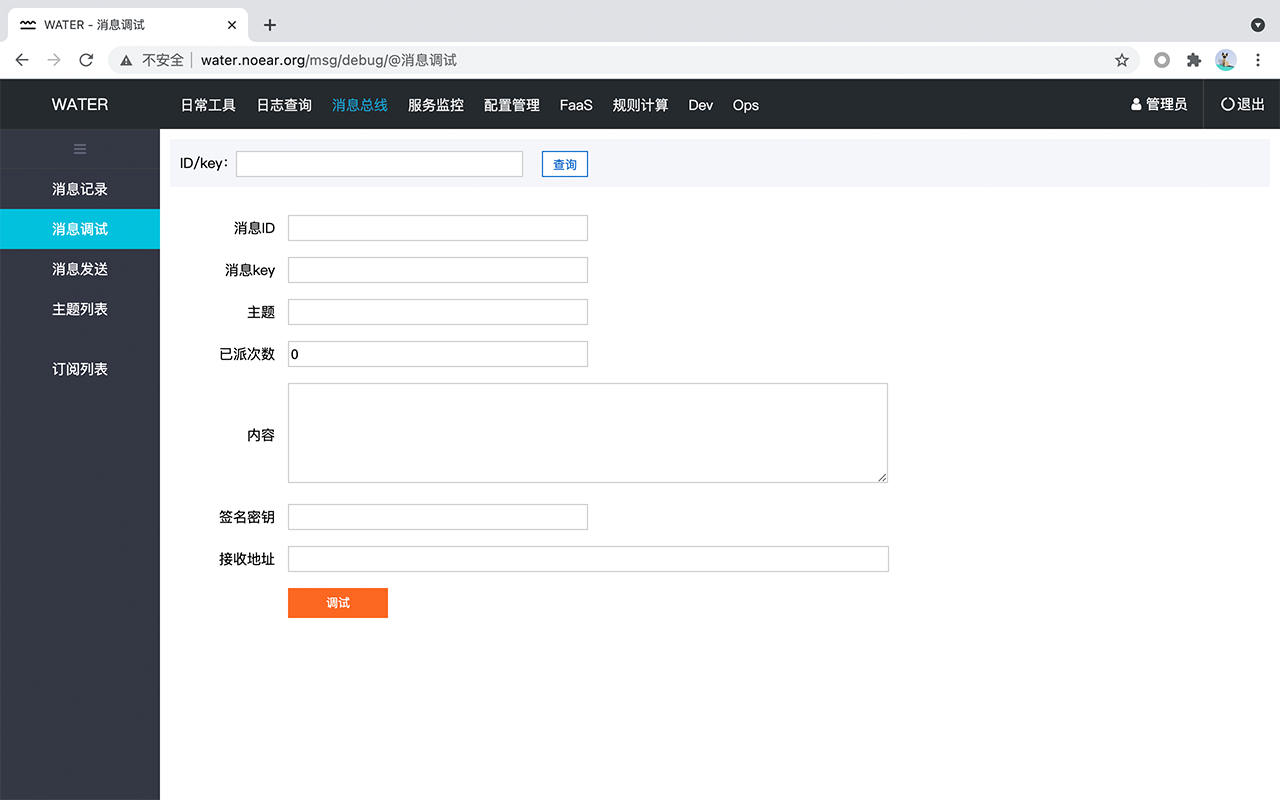 WATER - 消息调试
不安全 water.noear.org/msg/debug/@消息调试
WATER 日常工具 日志查询 消息总线 服务监控 配置管理 FaaS 规则计算 Dev Ops 管理员 退出
ID/key： 查询
消息记录
消息调试
消息发送
主题列表
订阅列表
消息ID
消息key
主题
已派次数 0
内容
签名密钥
接收地址
调试